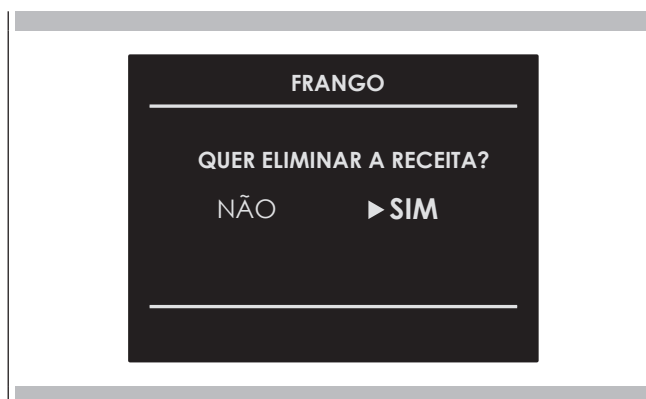 FRANGO
QUER ELIMINAR A RECEITA?
NÃO ▶SIM